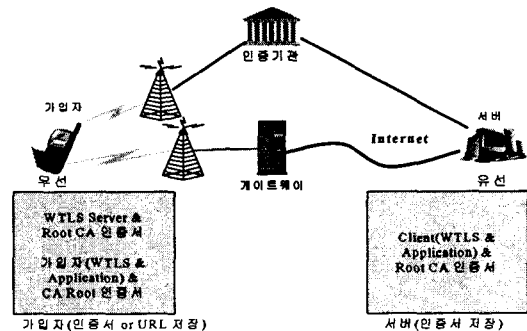 인증기관
가입자
서버
Internet
무선
게이트웨이
유선
WTLS Server &
Root CA 인증서
가입자(WTLS &
Application) &
CA Root 인증서
Client(WTLS &
Application) &
Root CA 인증서
가입자(인증서 or URL 저장)
서버(인증서 저장)